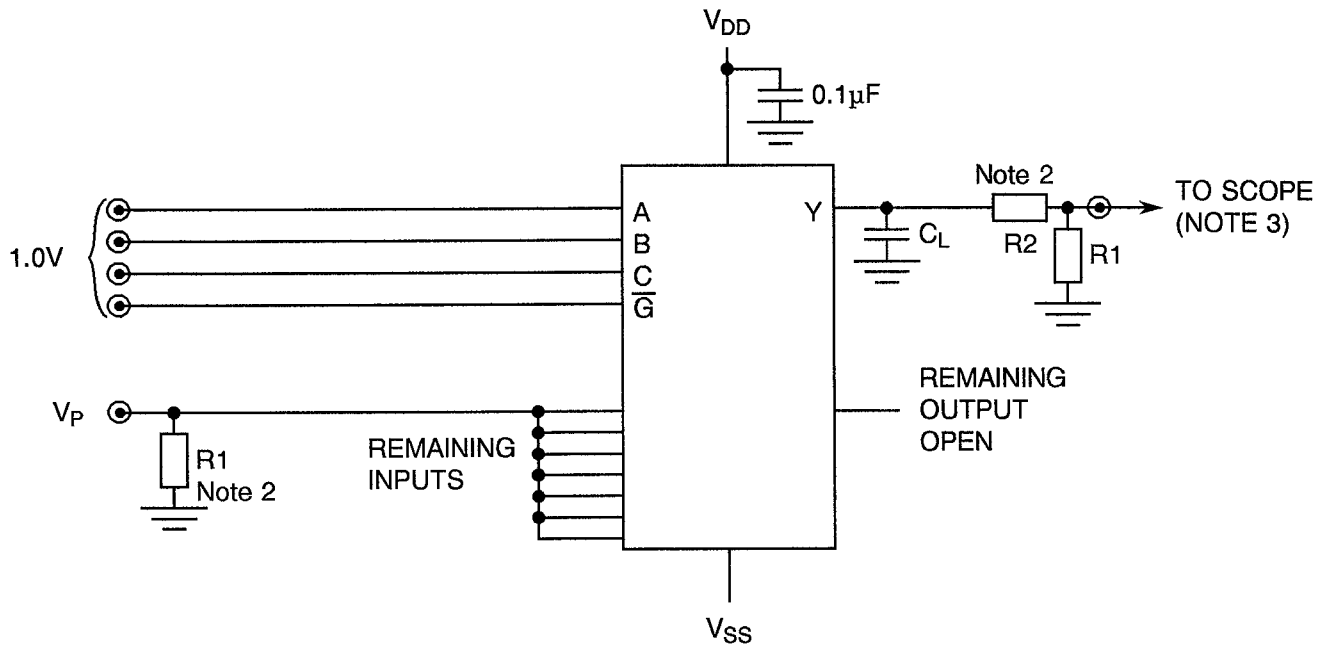 VDD
0.1µF
1.0V
A
B
C
G̅
Y
CL
Note 2
R2
R1
TO SCOPE
(NOTE 3)
VP
R1
Note 2
REMAINING
INPUTS
REMAINING
OUTPUT
OPEN
VSS